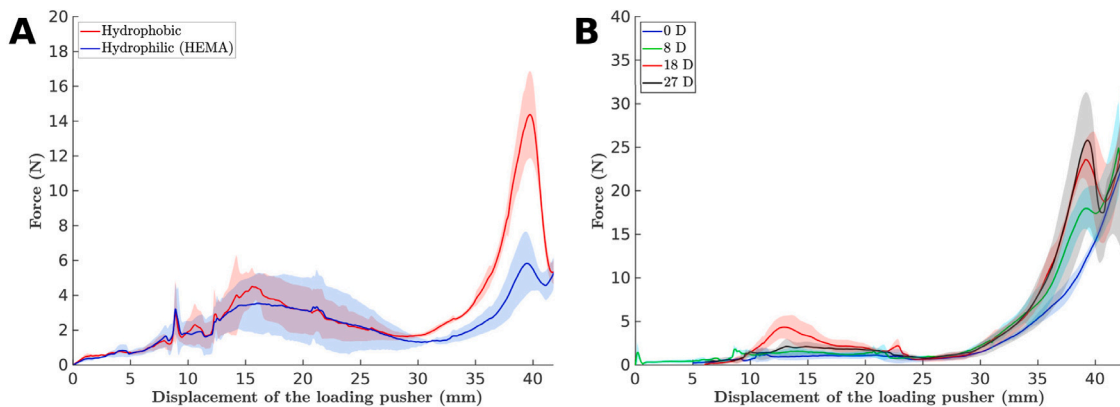 A
Hydrophobic
Hydrophilic (HEMA)
Force (N)
20
18
16
14
12
10
8
6
4
2
0
0 5 10 15 20 25 30 35 40
Displacement of the loading pusher (mm)
B
0 D
8 D
18 D
27 D
Force (N)
40
35
30
25
20
15
10
5
0
0 5 10 15 20 25 30 35 40
Displacement of the loading pusher (mm)